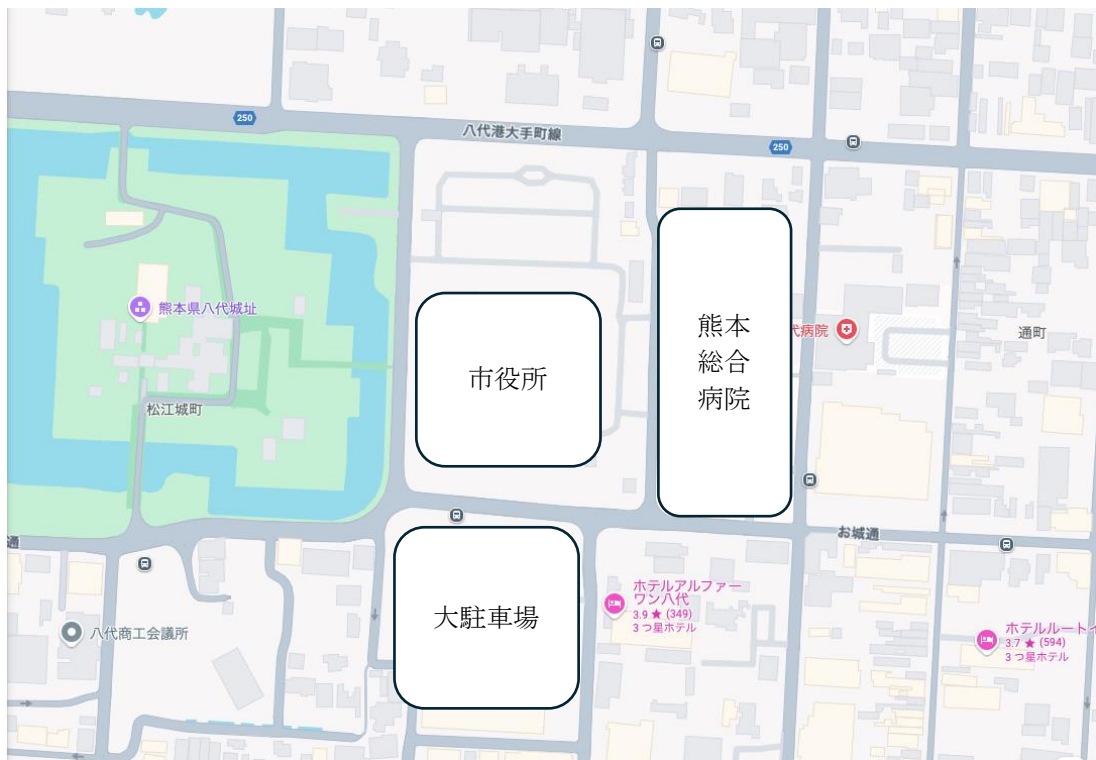 250
八代港大手町線
250
熊本県八代城址
松江城町
市役所
熊本
総合
病院
代病院
通町
お城通
通
大駐車場
八代商工会議所
ホテルアルファー
ワン八代
3.9 ★ (349)
3 つ星ホテル
ホテルルートイ
3.7 ★ (594)
3 つ星ホテル